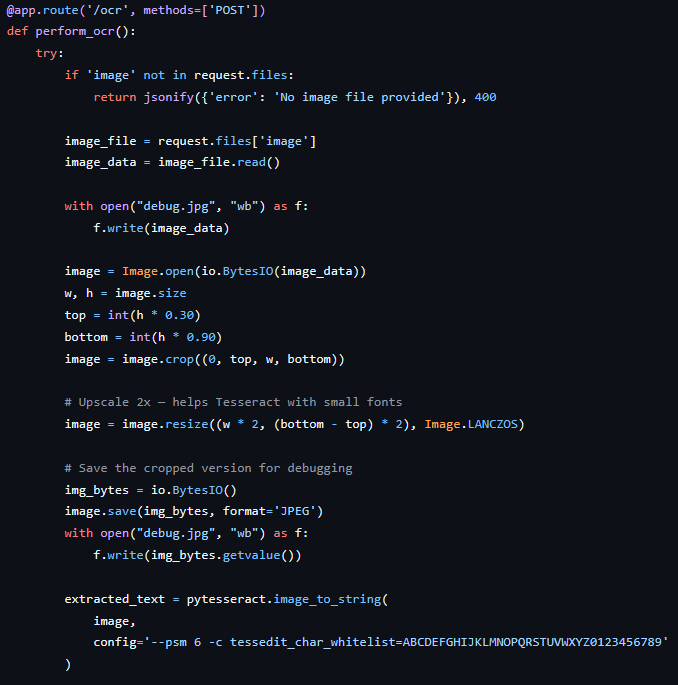 @app.route('/ocr', methods=['POST'])
def perform_ocr():
    try:
        if 'image' not in request.files:
            return jsonify({'error': 'No image file provided'}), 400

        image_file = request.files['image']
        image_data = image_file.read()

        with open("debug.jpg", "wb") as f:
            f.write(image_data)

        image = Image.open(io.BytesIO(image_data))
        w, h = image.size
        top = int(h * 0.30)
        bottom = int(h * 0.90)
        image = image.crop((0, top, w, bottom))

        # Upscale 2x — helps Tesseract with small fonts
        image = image.resize((w * 2, (bottom - top) * 2), Image.LANCZOS)

        # Save the cropped version for debugging
        img_bytes = io.BytesIO()
        image.save(img_bytes, format='JPEG')
        with open("debug.jpg", "wb") as f:
            f.write(img_bytes.getvalue())

        extracted_text = pytesseract.image_to_string(
            image,
            config='--psm 6 -c tessedit_char_whitelist=ABCDEFGHIJKLMNOPQRSTUVWXYZ0123456789'
        )